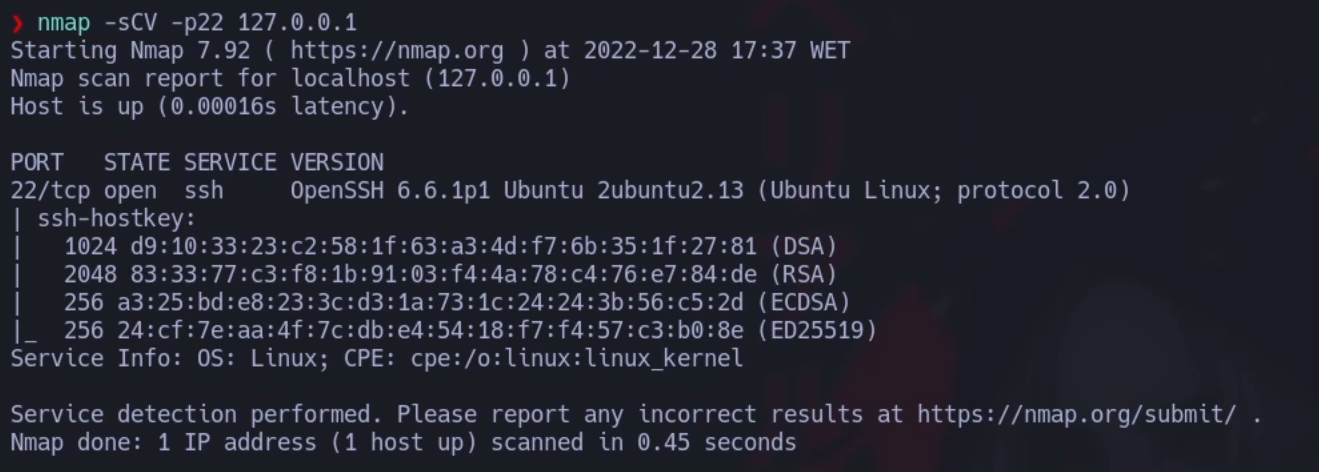 ❯ nmap -sCV -p22 127.0.0.1
Starting Nmap 7.92 ( https://nmap.org ) at 2022-12-28 17:37 WET
Nmap scan report for localhost (127.0.0.1)
Host is up (0.00016s latency).
PORT   STATE SERVICE VERSION
22/tcp open  ssh     OpenSSH 6.6.1p1 Ubuntu 2ubuntu2.13 (Ubuntu Linux; protocol 2.0)
| ssh-hostkey:
|   1024 d9:10:33:23:c2:58:1f:63:a3:4d:f7:6b:35:1f:27:81 (DSA)
|   2048 83:33:77:c3:f8:1b:91:03:f4:4a:78:c4:76:e7:84:de (RSA)
|   256 a3:25:bd:e8:23:3c:d3:1a:73:1c:24:24:3b:56:c5:2d (ECDSA)
|_  256 24:cf:7e:aa:4f:7c:db:e4:54:18:f7:f4:57:c3:b0:8e (ED25519)
Service Info: OS: Linux; CPE: cpe:/o:linux:linux_kernel
Service detection performed. Please report any incorrect results at https://nmap.org/submit/ .
Nmap done: 1 IP address (1 host up) scanned in 0.45 seconds